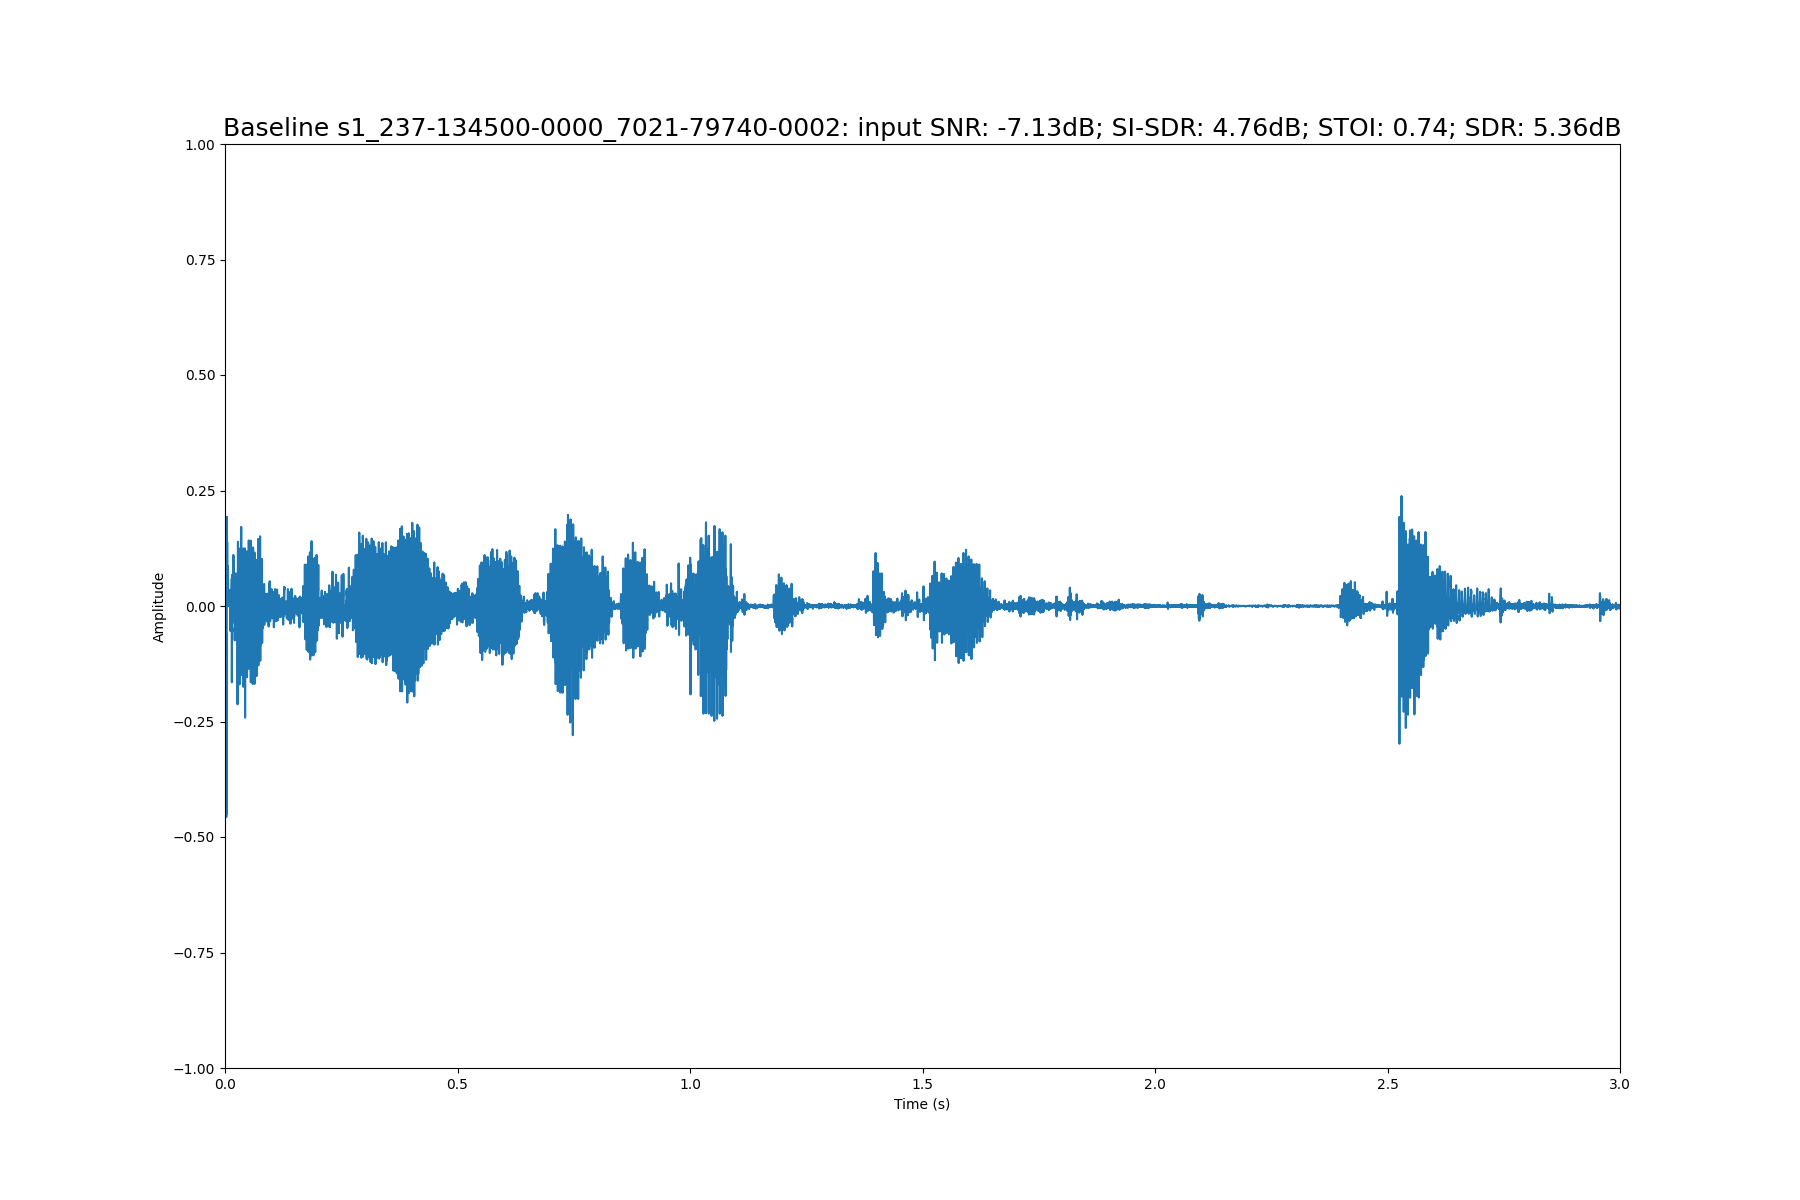 Baseline s1_237-134500-0000_7021-79740-0002: input SNR: -7.13dB; SI-SDR: 4.76dB; STOI: 0.74; SDR: 5.36dB
1.00
0.75
0.50
0.25
0.00
−0.25
−0.50
−0.75
−1.00
Amplitude
0.0 0.5 1.0 1.5 2.0 2.5 3.0
Time (s)